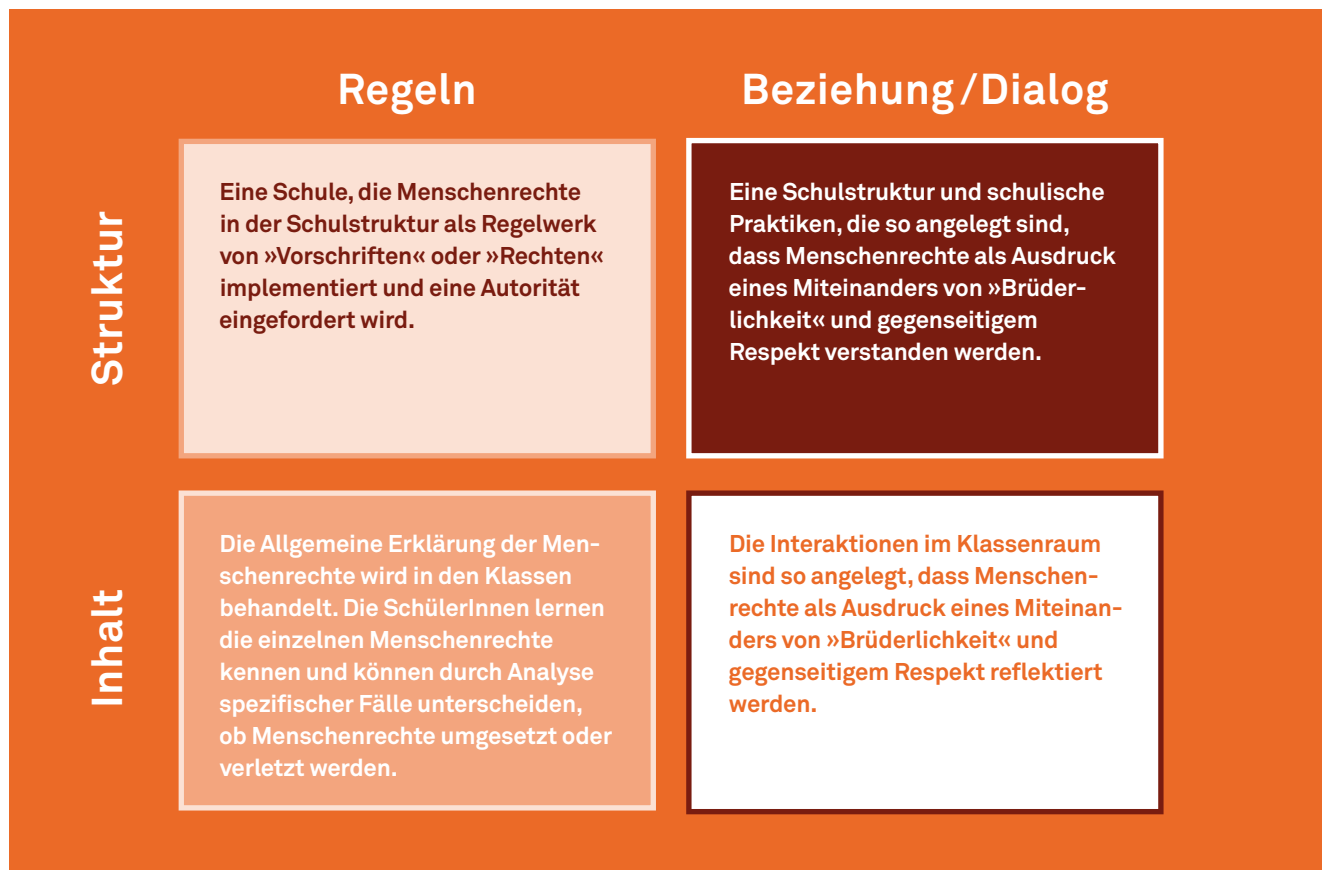 Regeln
Beziehung/Dialog
Struktur
Eine Schule, die Menschenrechte
in der Schulstruktur als Regelwerk
von »Vorschriften« oder »Rechten«
implementiert und eine Autorität
eingefordert wird.
Eine Schulstruktur und schulische
Praktiken, die so angelegt sind,
dass Menschenrechte als Ausdruck
eines Miteinanders von »Brüder-
lichkeit« und gegenseitigem
Respekt verstanden werden.
Inhalt
Die Allgemeine Erklärung der Men-
schenrechte wird in den Klassen
behandelt. Die SchülerInnen lernen
die einzelnen Menschenrechte
kennen und können durch Analyse
spezifischer Fälle unterscheiden,
ob Menschenrechte umgesetzt oder
verletzt werden.
Die Interaktionen im Klassenraum
sind so angelegt, dass Menschen-
rechte als Ausdruck eines Miteinan-
ders von »Brüderlichkeit« und
gegenseitigem Respekt reflektiert
werden.